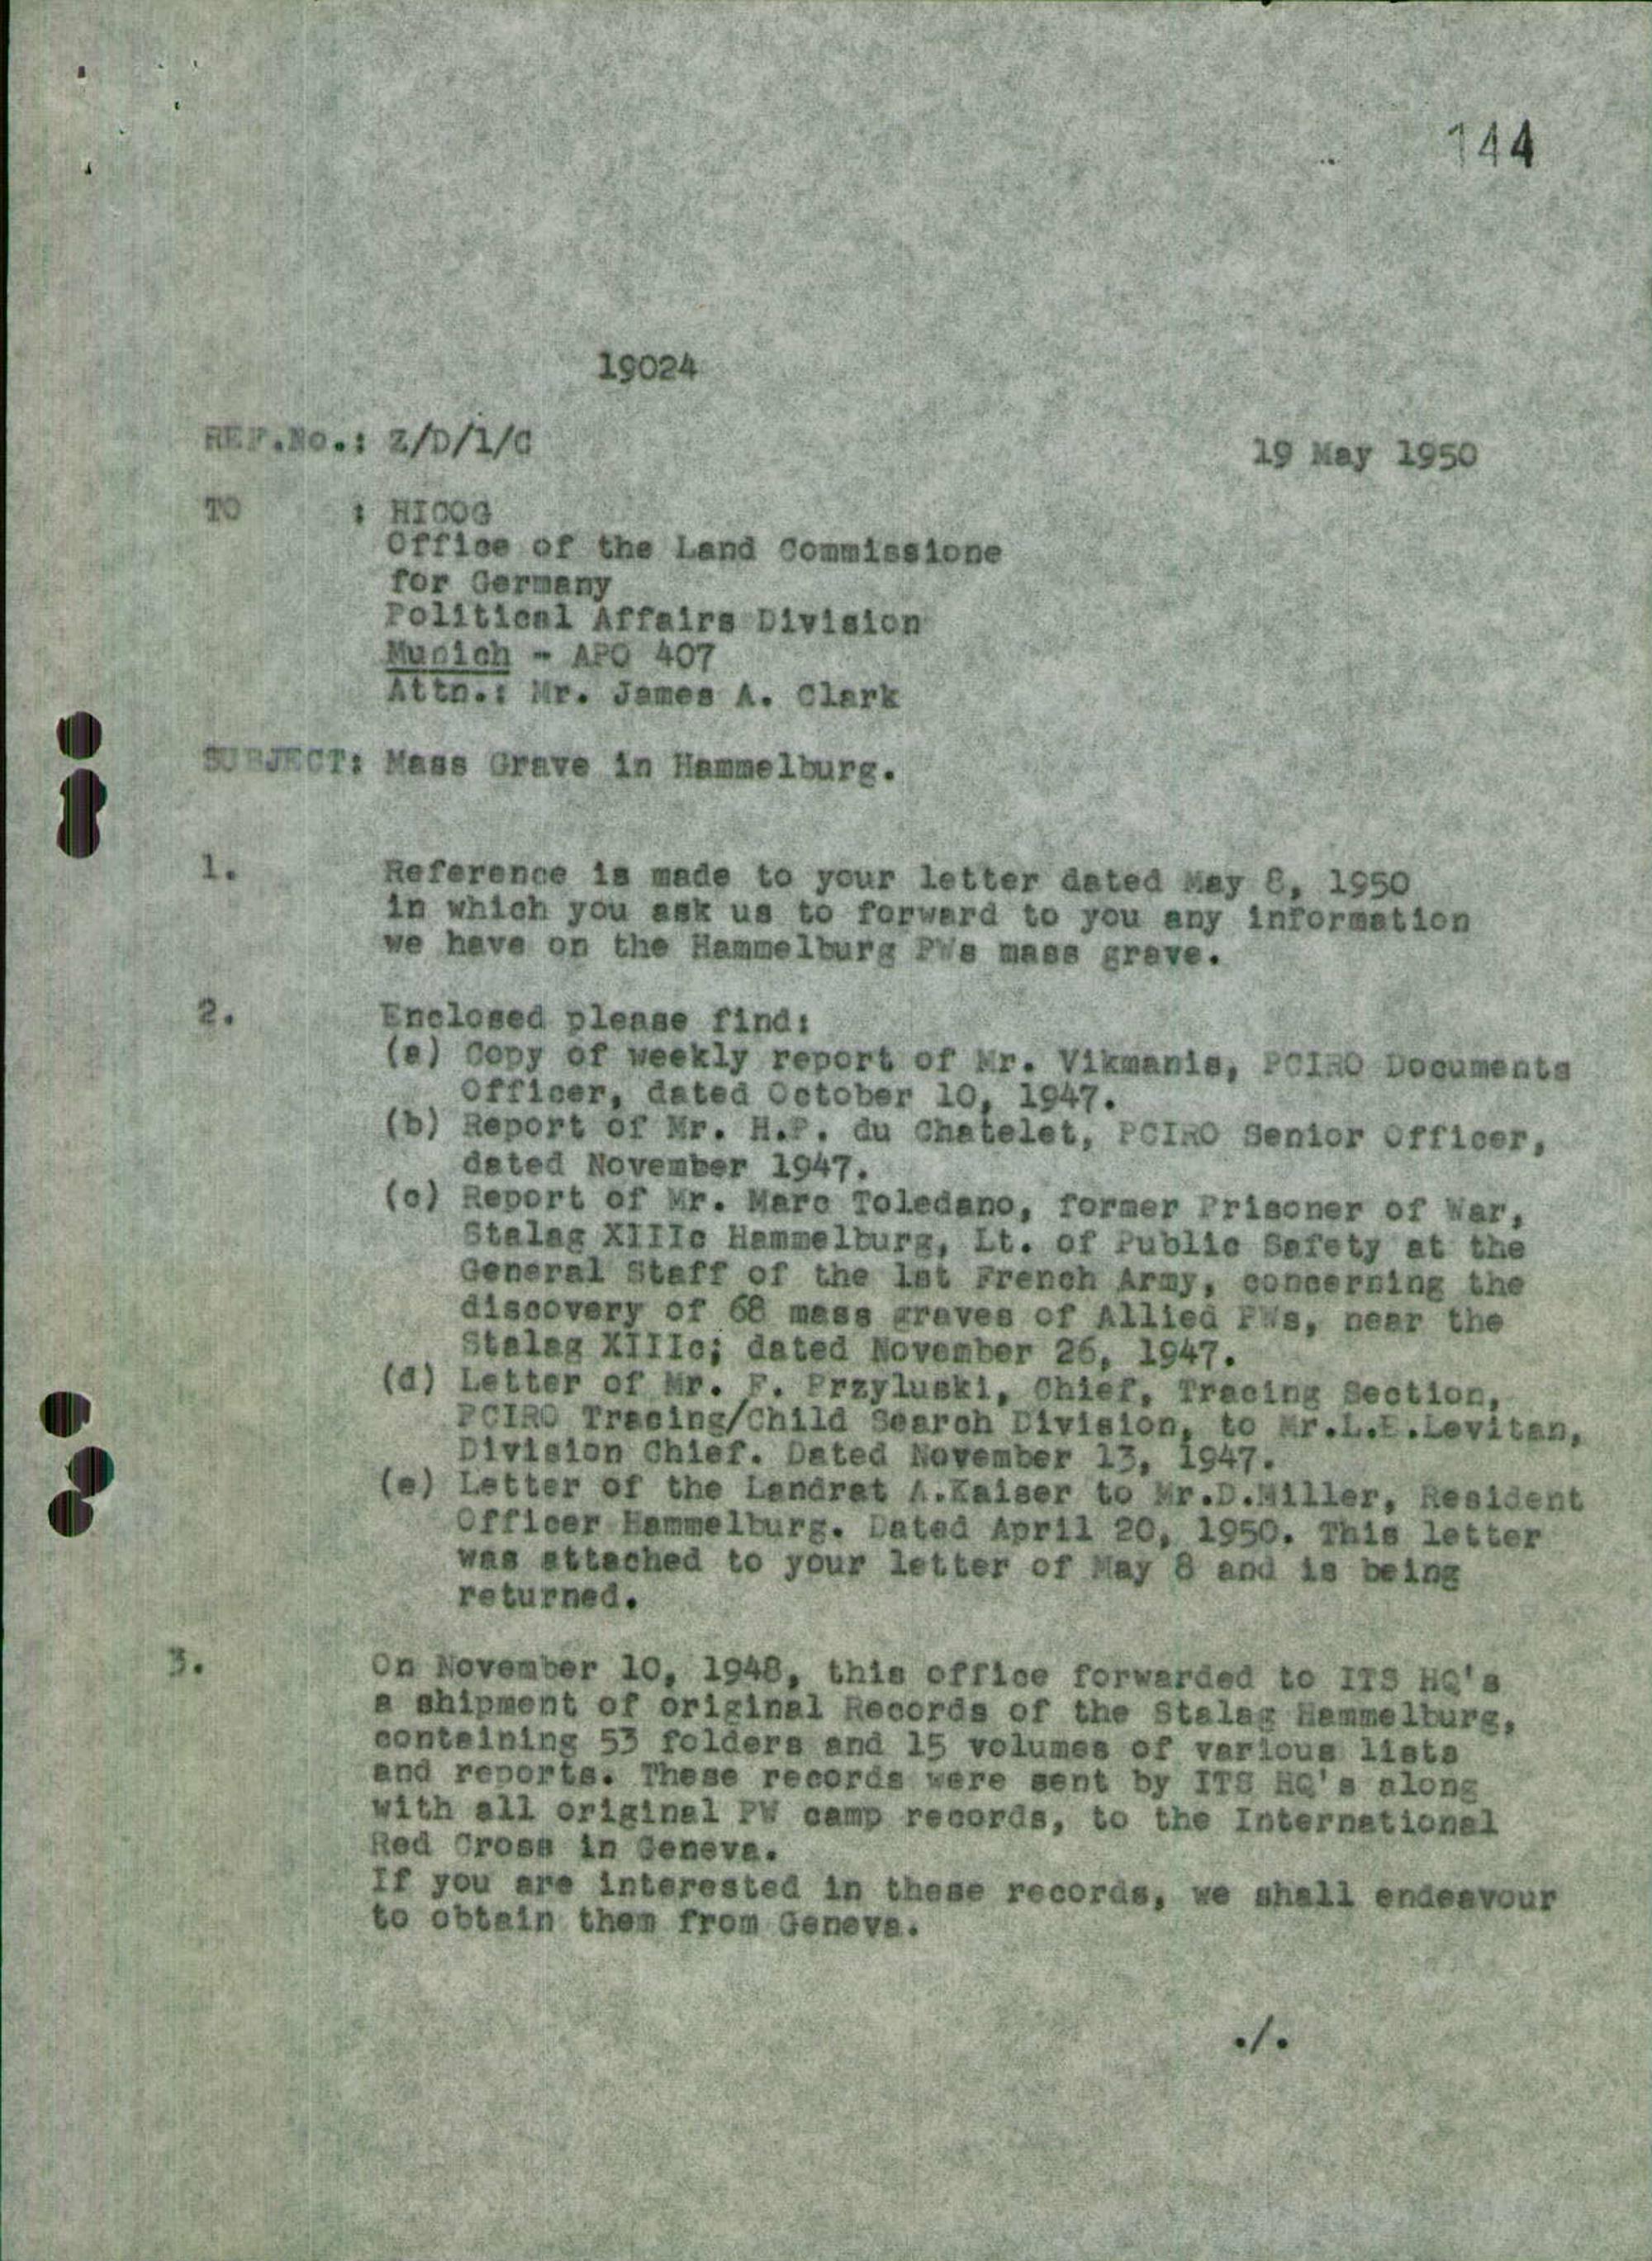 144
19024
REF.No.: Z/D/1/C
19 May 1950
TO : HICOG
Office of the Land Commissione
for Germany
Political Affairs Division
Munich - APO 407
Attn.: Mr. James A. Clark
SUBJECT: Mass Grave in Hammelburg.
1. Reference is made to your letter dated May 8, 1950
in which you ask us to forward to you any information
we have on the Hammelburg PWs mass grave.
2. Enclosed please find:
(a) Copy of weekly report of Mr. Vikmanis, PCIRO Documents
Officer, dated October 10, 1947.
(b) Report of Mr. H.P. du Chatelet, PCIRO Senior Officer,
dated November 1947.
(c) Report of Mr. Marc Toledano, former Prisoner of War,
Stalag XIIIc Hammelburg, Lt. of Public Safety at the
General Staff of the 1st French Army, concerning the
discovery of 68 mass graves of Allied PWs, near the
Stalag XIIIc; dated November 26, 1947.
(d) Letter of Mr. F. Przyluski, Chief, Tracing Section,
PCIRO Tracing/Child Search Division, to Mr.L.E.Levitan,
Division Chief. Dated November 13, 1947.
(e) Letter of the Landrat A.Kaiser to Mr.D.Miller, Resident
Officer Hammelburg. Dated April 20, 1950. This letter
was attached to your letter of May 8 and is being
returned.
3. On November 10, 1948, this office forwarded to ITS HQ's
a shipment of original Records of the Stalag Hammelburg,
containing 53 folders and 15 volumes of various lists
and reports. These records were sent by ITS HQ's along
with all original PW camp records, to the International
Red Cross in Geneva.
If you are interested in these records, we shall endeavour
to obtain them from Geneva.
./.